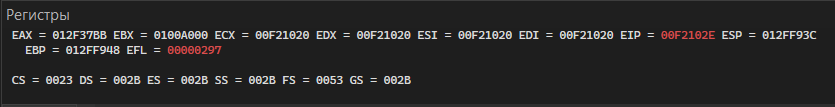 Регистры
EAX = 012F37BB EBX = 0100A000 ECX = 00F21020 EDX = 00F21020 ESI = 00F21020 EDI = 00F21020 EIP = 00F2102E ESP = 012FF93C
EBP = 012FF948 EFL = 00000297
CS = 0023 DS = 002B ES = 002B SS = 002B FS = 0053 GS = 002B